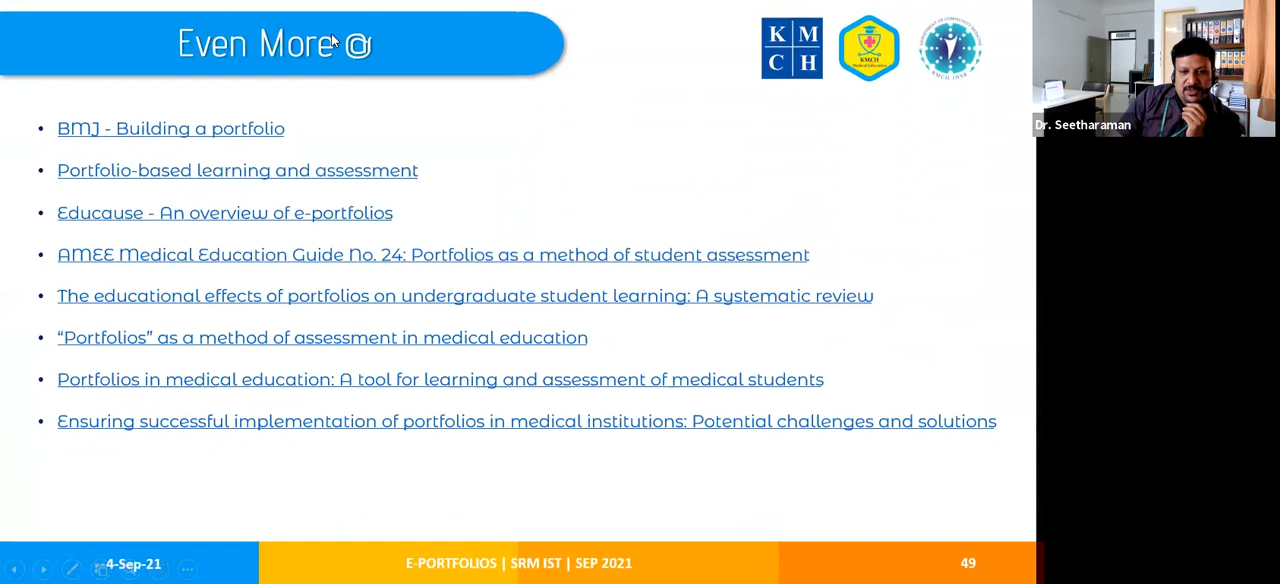 Even More @
K M
C H
KMCH
Medical Education
Dr. Seetharaman
• BMJ - Building a portfolio
• Portfolio-based learning and assessment
• Educause - An overview of e-portfolios
• AMEE Medical Education Guide No. 24: Portfolios as a method of student assessment
• The educational effects of portfolios on undergraduate student learning: A systematic review
• “Portfolios” as a method of assessment in medical education
• Portfolios in medical education: A tool for learning and assessment of medical students
• Ensuring successful implementation of portfolios in medical institutions: Potential challenges and solutions
4-Sep-21
E-PORTFOLIOS | SRM IST | SEP 2021
49